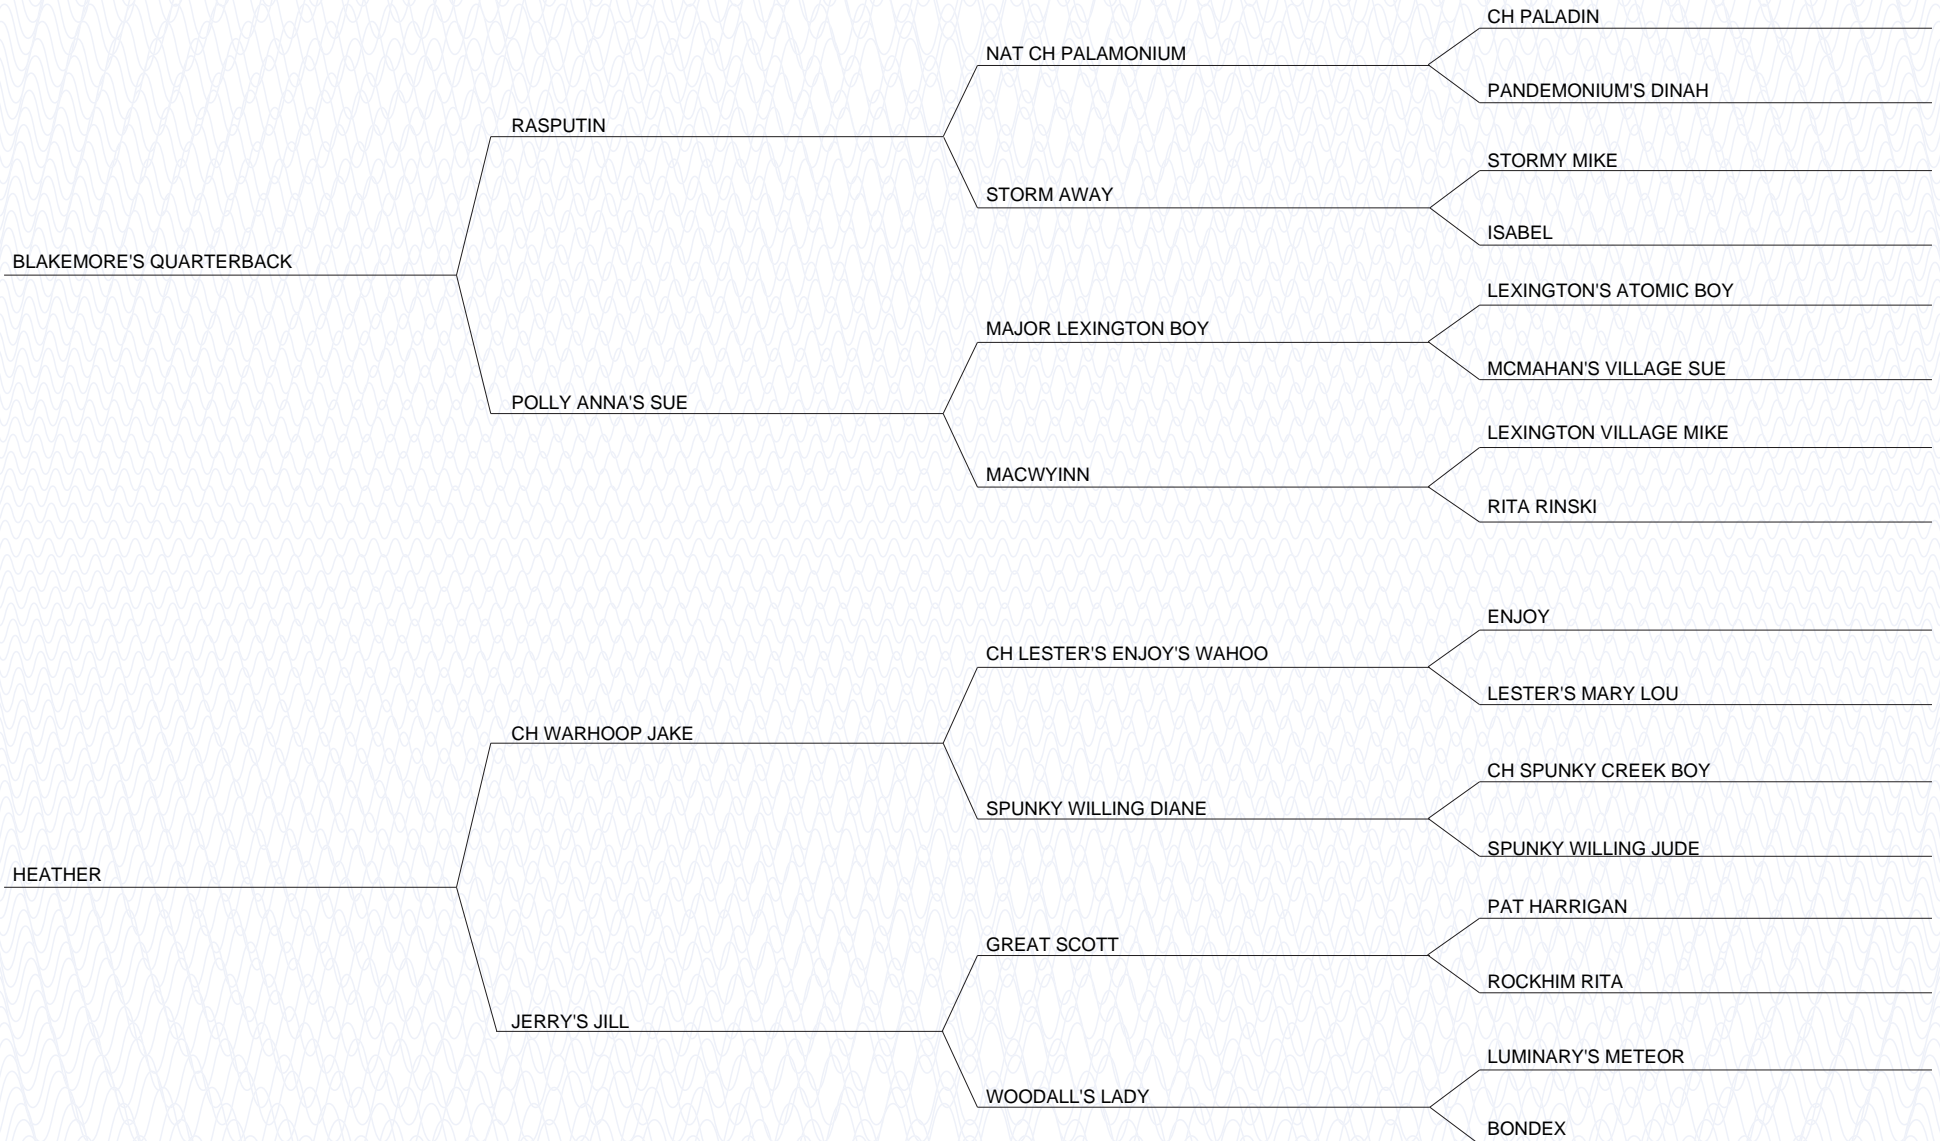 CH PALADIN
NAT CH PALAMONIUM
PANDEMONIUM'S DINAH
RASPUTIN
STORMY MIKE
STORM AWAY
ISABEL
BLAKEMORE'S QUARTERBACK
LEXINGTON'S ATOMIC BOY
MAJOR LEXINGTON BOY
MCMAHAN'S VILLAGE SUE
POLLY ANNA'S SUE
LEXINGTON VILLAGE MIKE
MACWYINN
RITA RINSKI
ENJOY
CH LESTER'S ENJOY'S WAHOO
LESTER'S MARY LOU
CH WARHOOP JAKE
CH SPUNKY CREEK BOY
SPUNKY WILLING DIANE
SPUNKY WILLING JUDE
HEATHER
PAT HARRIGAN
GREAT SCOTT
ROCKHIM RITA
JERRY'S JILL
LUMINARY'S METEOR
WOODALL'S LADY
BONDEX